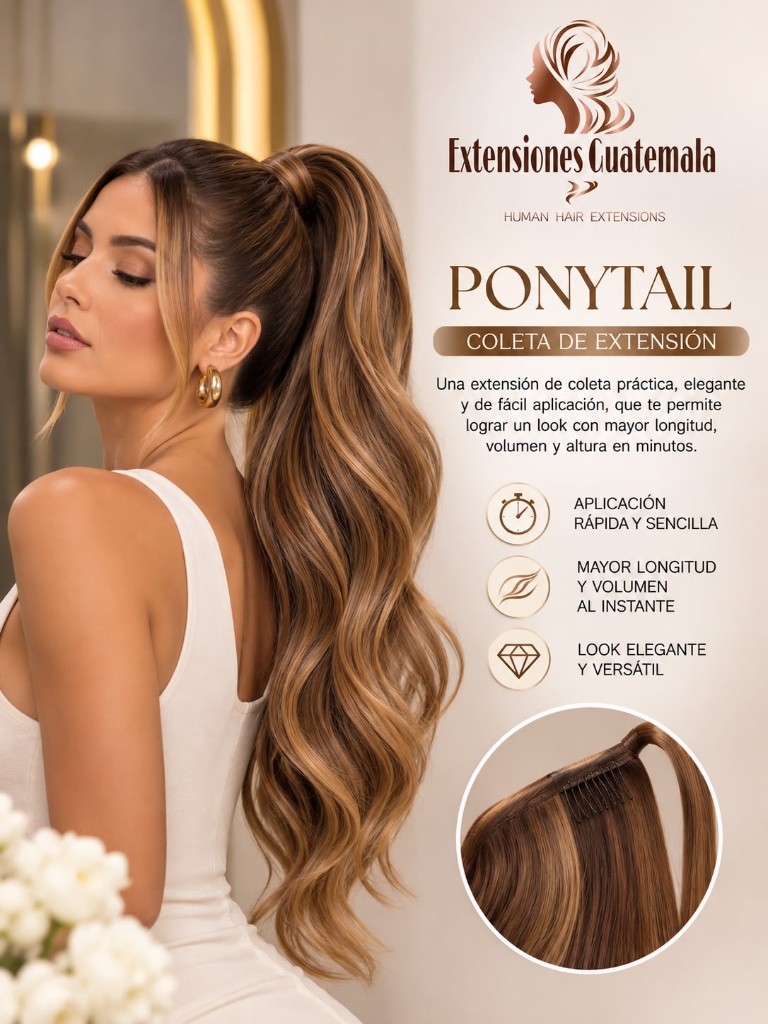 Extensiones Guatemala
HUMAN HAIR EXTENSIONS
PONYTAIL
COLETA DE EXTENSIÓN
Una extensión de coleta práctica, elegante
y de fácil aplicación, que te permite
lograr un look con mayor longitud,
volumen y altura en minutos.
APLICACIÓN
RÁPIDA Y SENCILLA
MAYOR LONGITUD
Y VOLUMEN
AL INSTANTE
LOOK ELEGANTE
Y VERSÁTIL